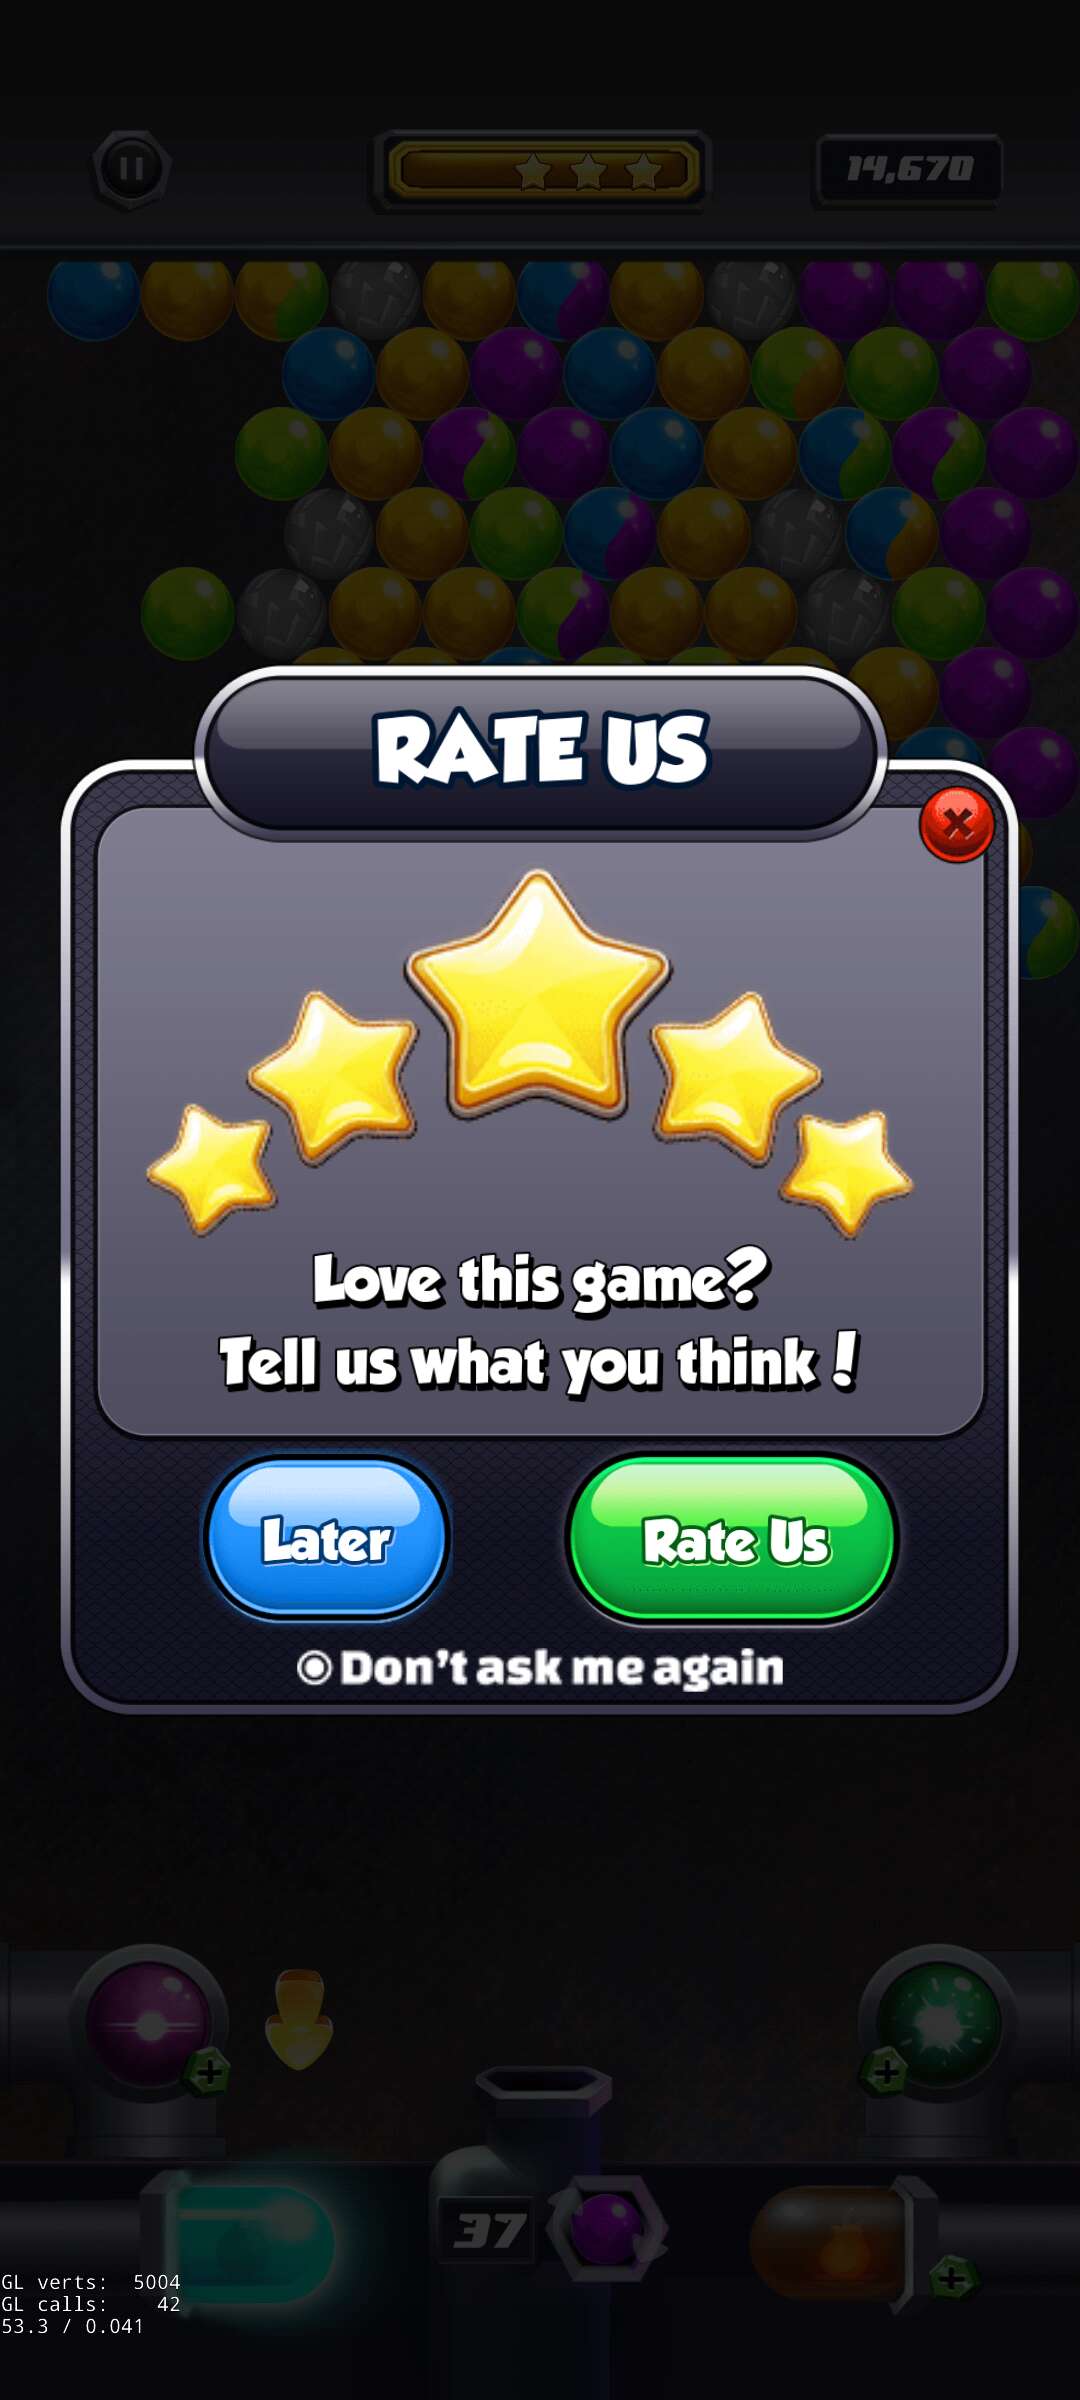 14,670
RATE US
Love this game?
Tell us what you think!
Later
Rate Us
Don't ask me again
37
GL verts: 5004
GL calls: 42
53.3 / 0.041